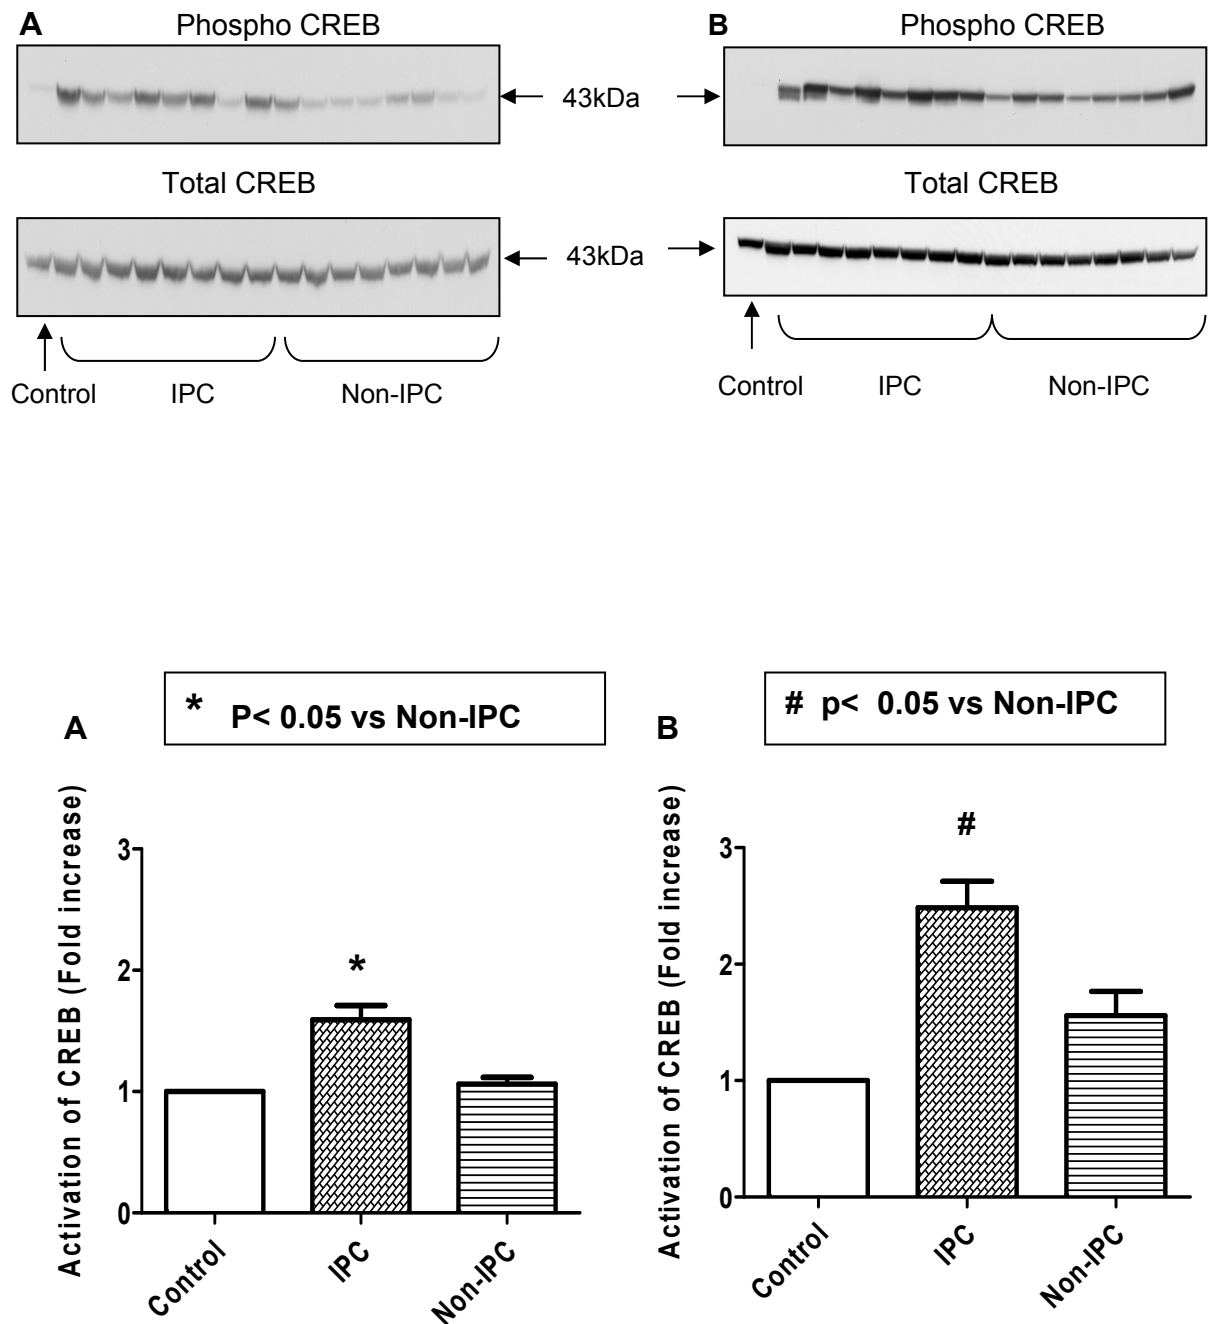 A Phospho CREB
B Phospho CREB
43kDa
Total CREB
Total CREB
43kDa
Control IPC Non-IPC
Control IPC Non-IPC
A
* P< 0.05 vs Non-IPC
Activation of CREB (Fold increase)
3
2
1
0
*
Control
IPC
Non-IPC
B
# p< 0.05 vs Non-IPC
Activation of CREB (Fold increase)
3
2
1
0
#
Control
IPC
Non-IPC